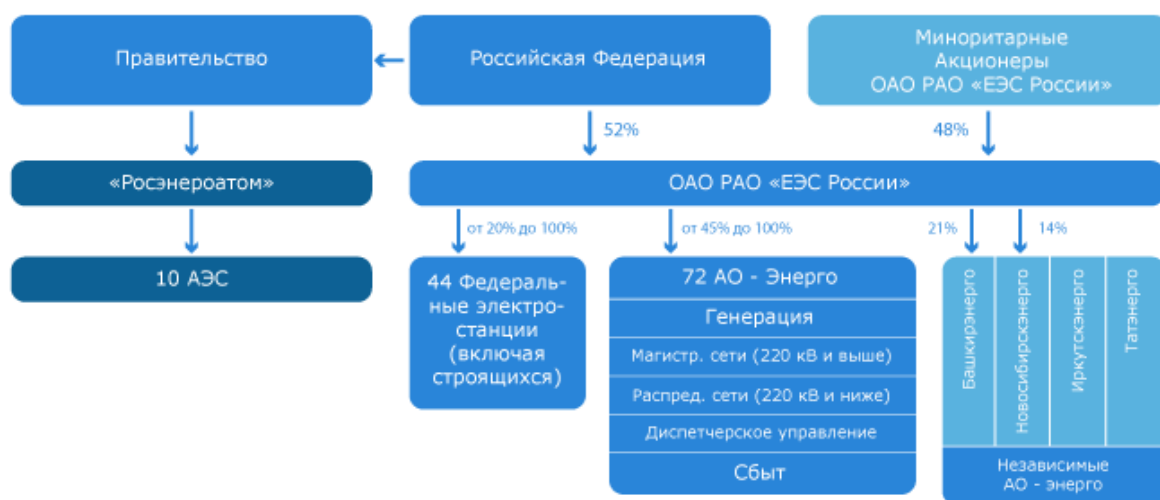 Правительство
Российская Федерация
Миноритарные
Акционеры
ОАО РАО «ЕЭС России»
52%
48%
«Росэнероатом»
ОАО РАО «ЕЭС России»
от 20% до 100%
от 45% до 100%
21%
14%
10 АЭС
44 Федераль-
ные электро-
станции
(включая
строящихся)
72 АО - Энерго
Генерация
Магистр. сети (220 кВ и выше)
Распред. сети (220 кВ и ниже)
Диспетчерское управление
Сбыт
Башкирэнерго
Новосибирскэнерго
Иркутскэнерго
Татэнерго
Независимые
АО - энерго